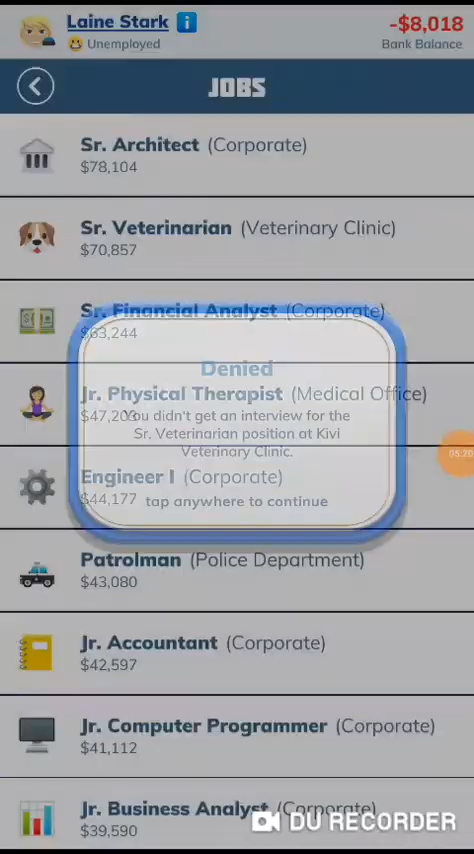 Laine Stark i
-$8,018
Unemployed
Bank Balance
JOBS
Sr. Architect (Corporate)
$78,104
Sr. Veterinarian (Veterinary Clinic)
$70,857
Sr. Financial Analyst (Corporate)
$63,244
Denied
Jr. Physical Therapist (Medical Office)
$47,203
You didn't get an interview for the
Sr. Veterinarian position at Kivi
Veterinary Clinic.
Engineer I (Corporate)
$44,177
tap anywhere to continue
05:20
Patrolman (Police Department)
$43,080
Jr. Accountant (Corporate)
$42,597
Jr. Computer Programmer (Corporate)
$41,112
Jr. Business Analyst (Corporate)
$39,590
DU RECORDER